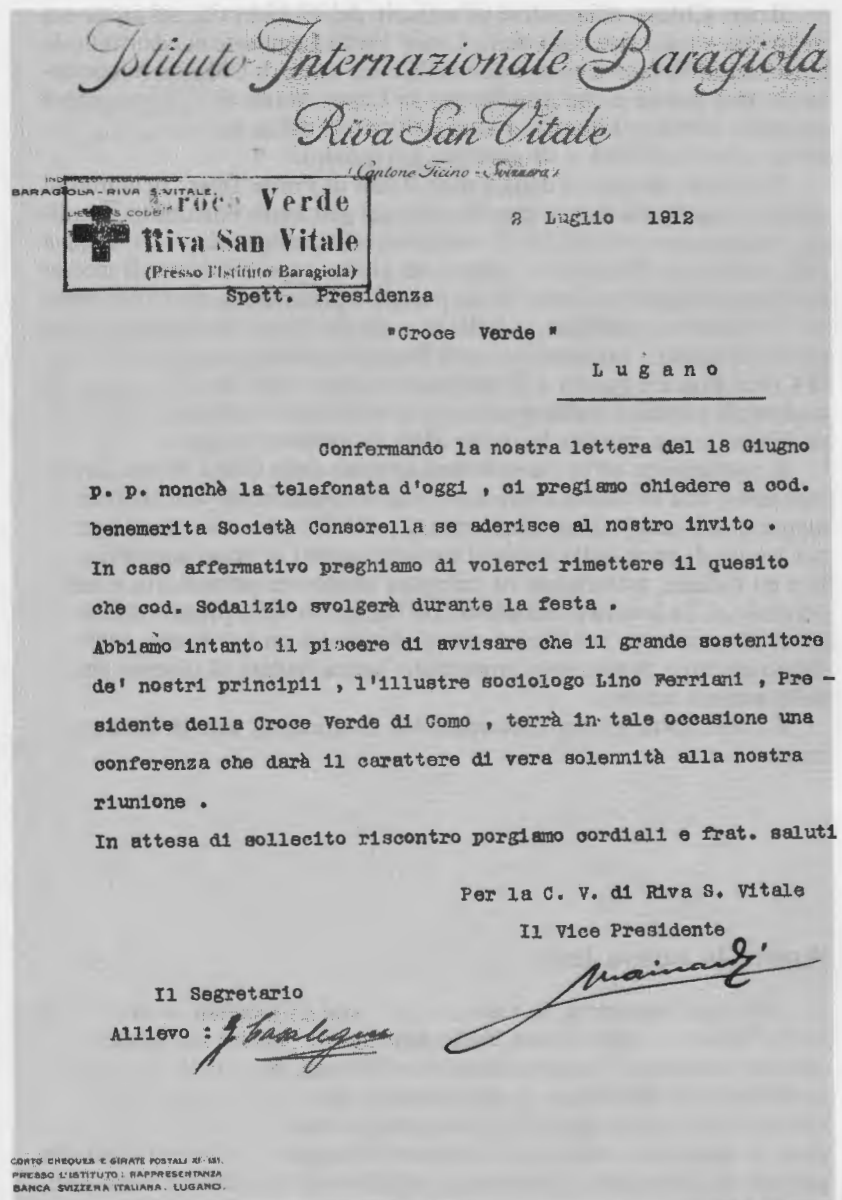 Istituto Internazionale Baragiola
Riva San Vitale
(Cantone Ticino - Svizzera)
BARAGIOLA - RIVA S. VITALE.
CODE
Croce Verde
Riva San Vitale
(Presso l'Istituto Baragiola)
2 Luglio 1912
Spett. Presidenza
"Croce Verde "
Lugano
Confermando la nostra lettera del 18 Giugno
p. p. nonchè la telefonata d'oggi , ci pregiamo chiedere a cod.
benemerita Società Consorella se aderisce al nostro invito .
In caso affermativo preghiamo di volerci rimettere il quesito
che cod. Sodalizio svolgerà durante la festa .
Abbiamo intanto il piacere di avvisare che il grande sostenitore
de' nostri principii , l'illustre sociologo Lino Ferriani , Pre -
sidente della Croce Verde di Como , terrà in tale occasione una
conferenza che darà il carattere di vera solennità alla nostra
riunione .
In attesa di sollecito riscontro porgiamo cordiali e frat. saluti
Per la C. V. di Riva S. Vitale
Il Vice Presidente
Mainardi
Il Segretario
Allievo :
CONTO CHEQUES E GIRATE POSTALI
PRESSO L'ISTITUTO: RAPPRESENTANZA
BANCA SVIZZERA ITALIANA. LUGANO.